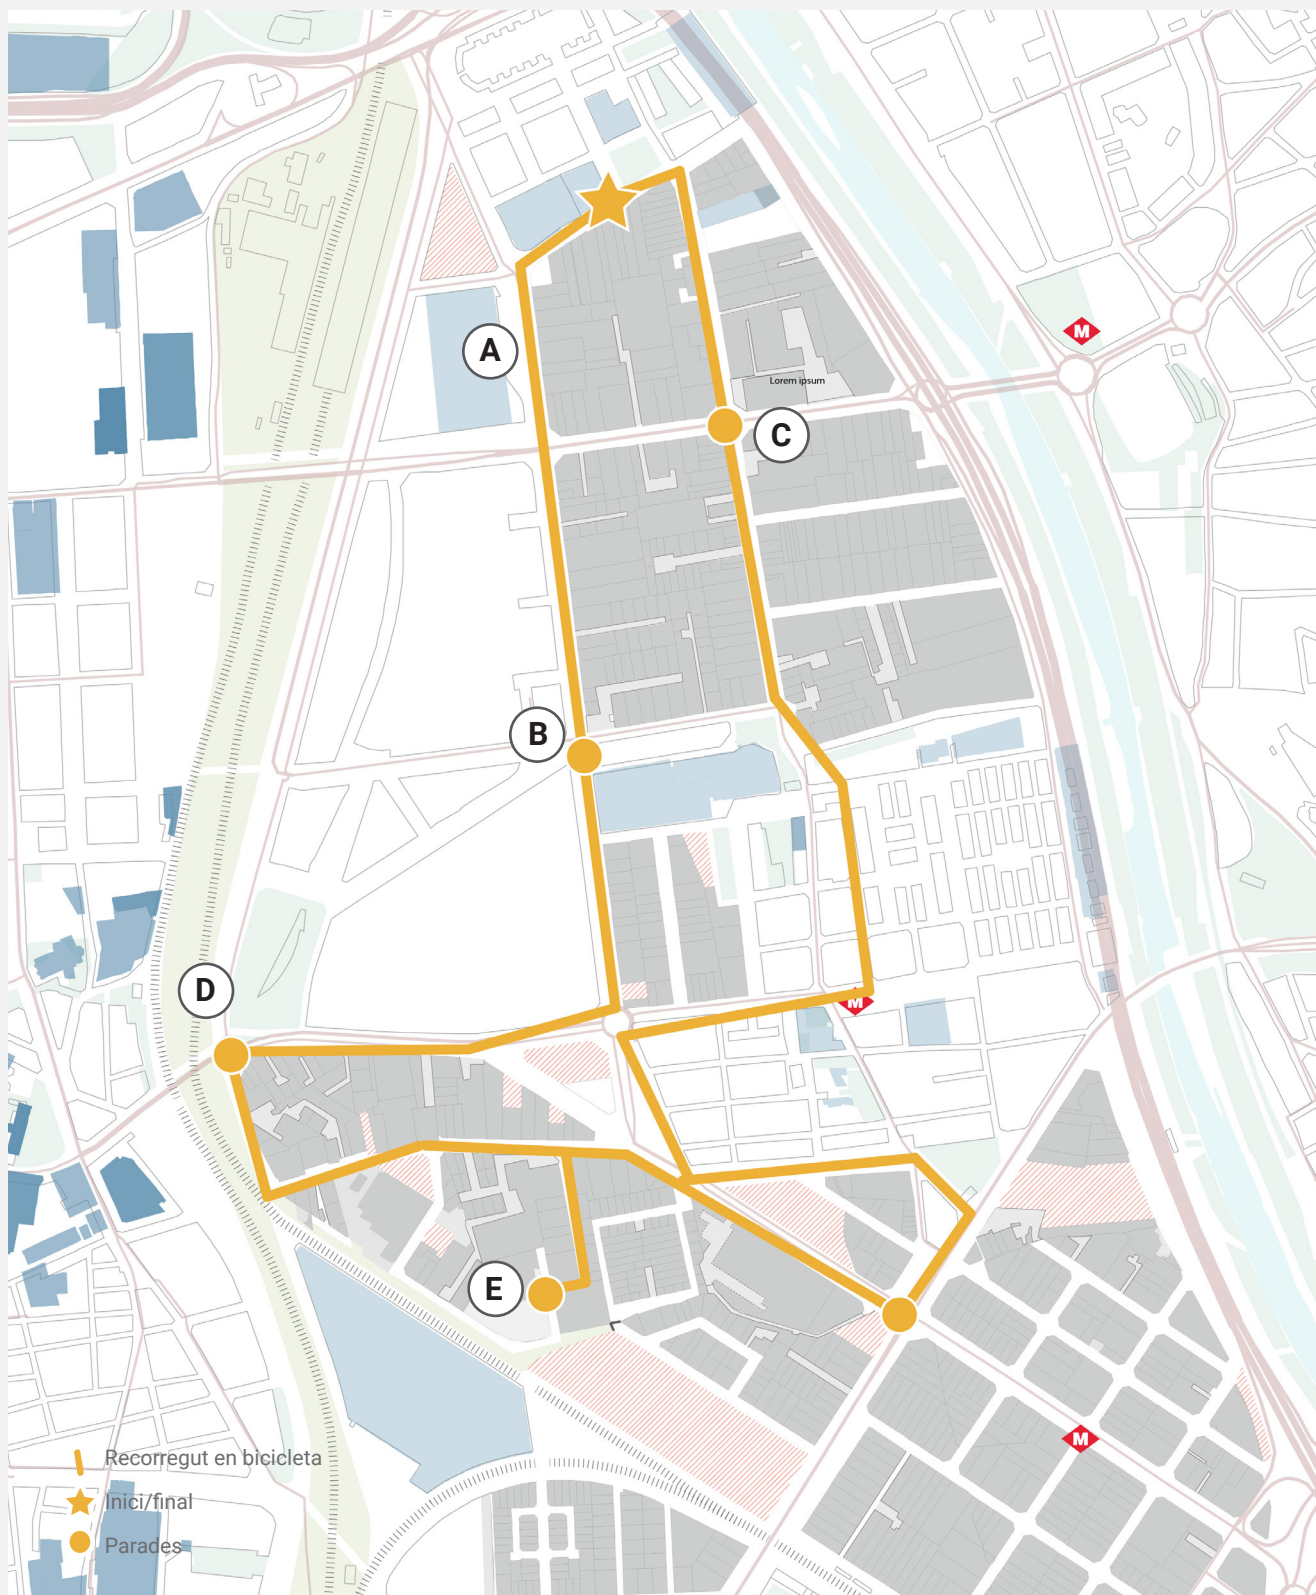 M
A
Lorem ipsum
C
B
D
M
E
M
Recorregut en bicicleta
Inici/final
Parades